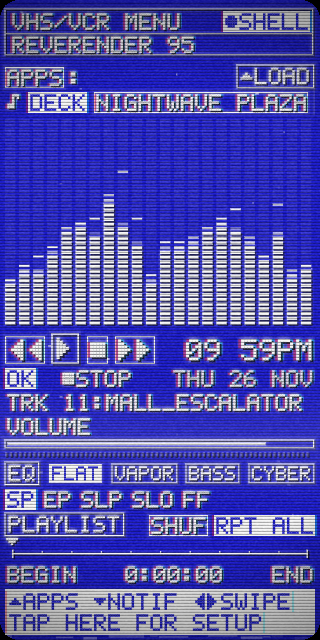 VHS/VCR MENU ●SHELL
REVERENDER 95
APPS: ▲LOAD
♪ DECK NIGHTWAVE PLAZA
09 59PM
OK ■STOP THU 26 NOV
TRK 11:MALL_ESCALATOR
VOLUME
EQ FLAT VAPOR BASS CYBER
SP EP SLP SLO FF
PLAYLIST SHUF RPT ALL
BEGIN 0:00:00 END
▲APPS ▼NOTIF ◀▶SWIPE
TAP HERE FOR SETUP